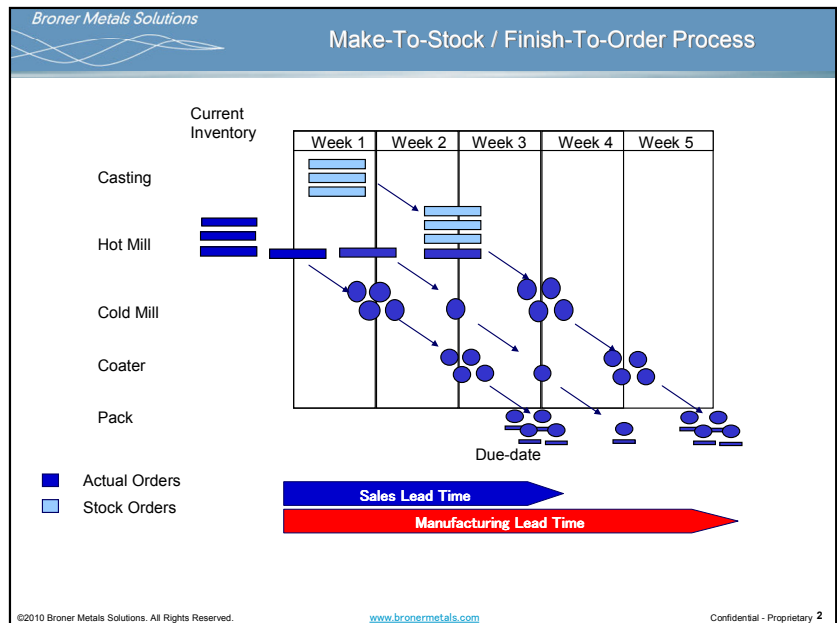 Broner Metals Solutions
Make-To-Stock / Finish-To-Order Process
Current
Inventory
Week 1
Week 2
Week 3
Week 4
Week 5
Casting
Hot Mill
Cold Mill
Coater
Pack
Due-date
Actual Orders
Stock Orders
Sales Lead Time
Manufacturing Lead Time
©2010 Broner Metals Solutions. All Rights Reserved.
www.bronermetals.com
Confidential - Proprietary 2